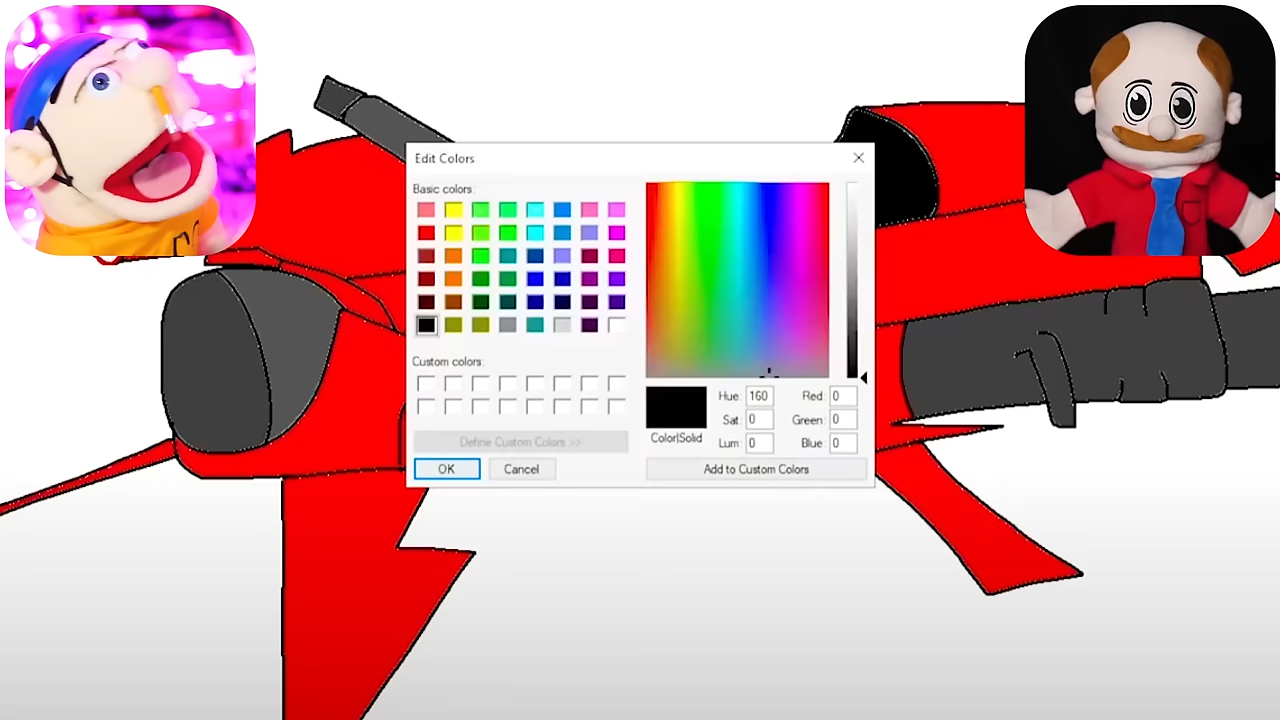 Edit Colors
Basic colors:
Custom colors:
Define Custom Colors >>
OK Cancel
Color|Solid
Hue: 160 Red: 0
Sat: 0 Green: 0
Lum: 0 Blue: 0
Add to Custom Colors